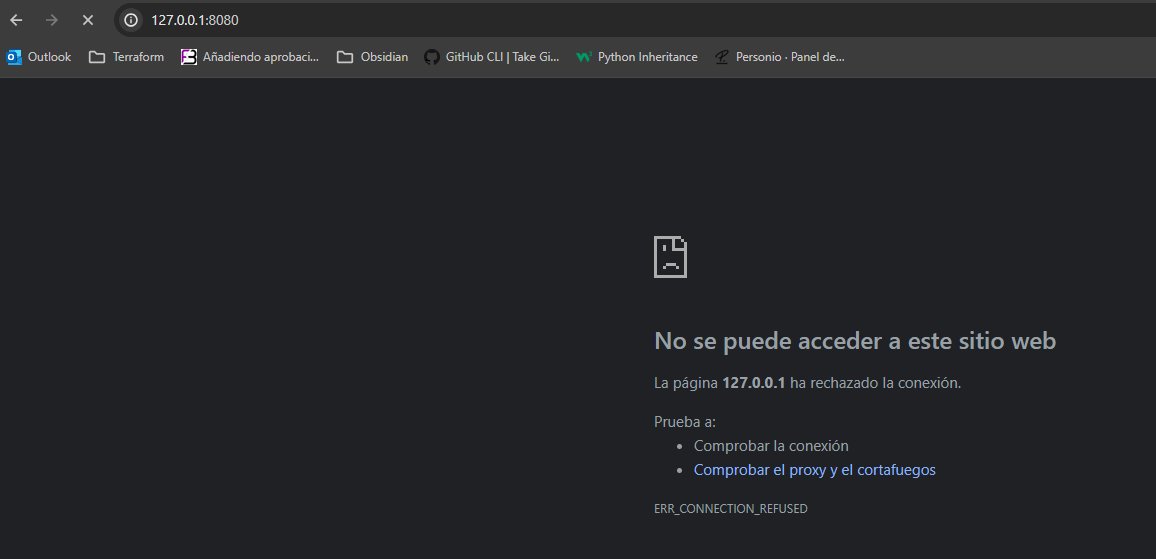 127.0.0.1:8080
Outlook Terraform Añadiendo aprobaci... Obsidian GitHub CLI | Take Gi... Python Inheritance Personio · Panel de...
No se puede acceder a este sitio web
La página 127.0.0.1 ha rechazado la conexión.
Prueba a:
• Comprobar la conexión
• Comprobar el proxy y el cortafuegos
ERR_CONNECTION_REFUSED